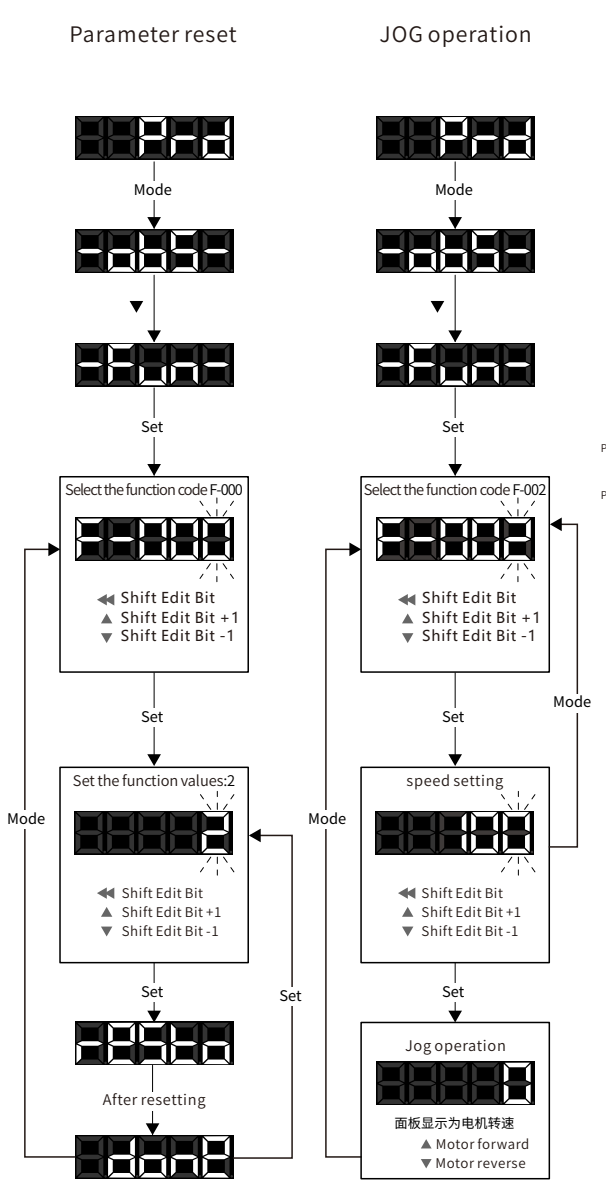 Parameter reset
Mode
Set
Select the function code F-000
Shift Edit Bit
Shift Edit Bit +1
Shift Edit Bit -1
Set
Set the function values:2
Shift Edit Bit
Shift Edit Bit +1
Shift Edit Bit -1
Mode
Set
Set
After resetting
JOG operation
Mode
Set
Select the function code F-002
Shift Edit Bit
Shift Edit Bit +1
Shift Edit Bit -1
Set
Mode
speed setting
Shift Edit Bit
Shift Edit Bit +1
Shift Edit Bit -1
Mode
Set
Jog operation
面板显示为电机转速
Motor forward
Motor reverse
P
P